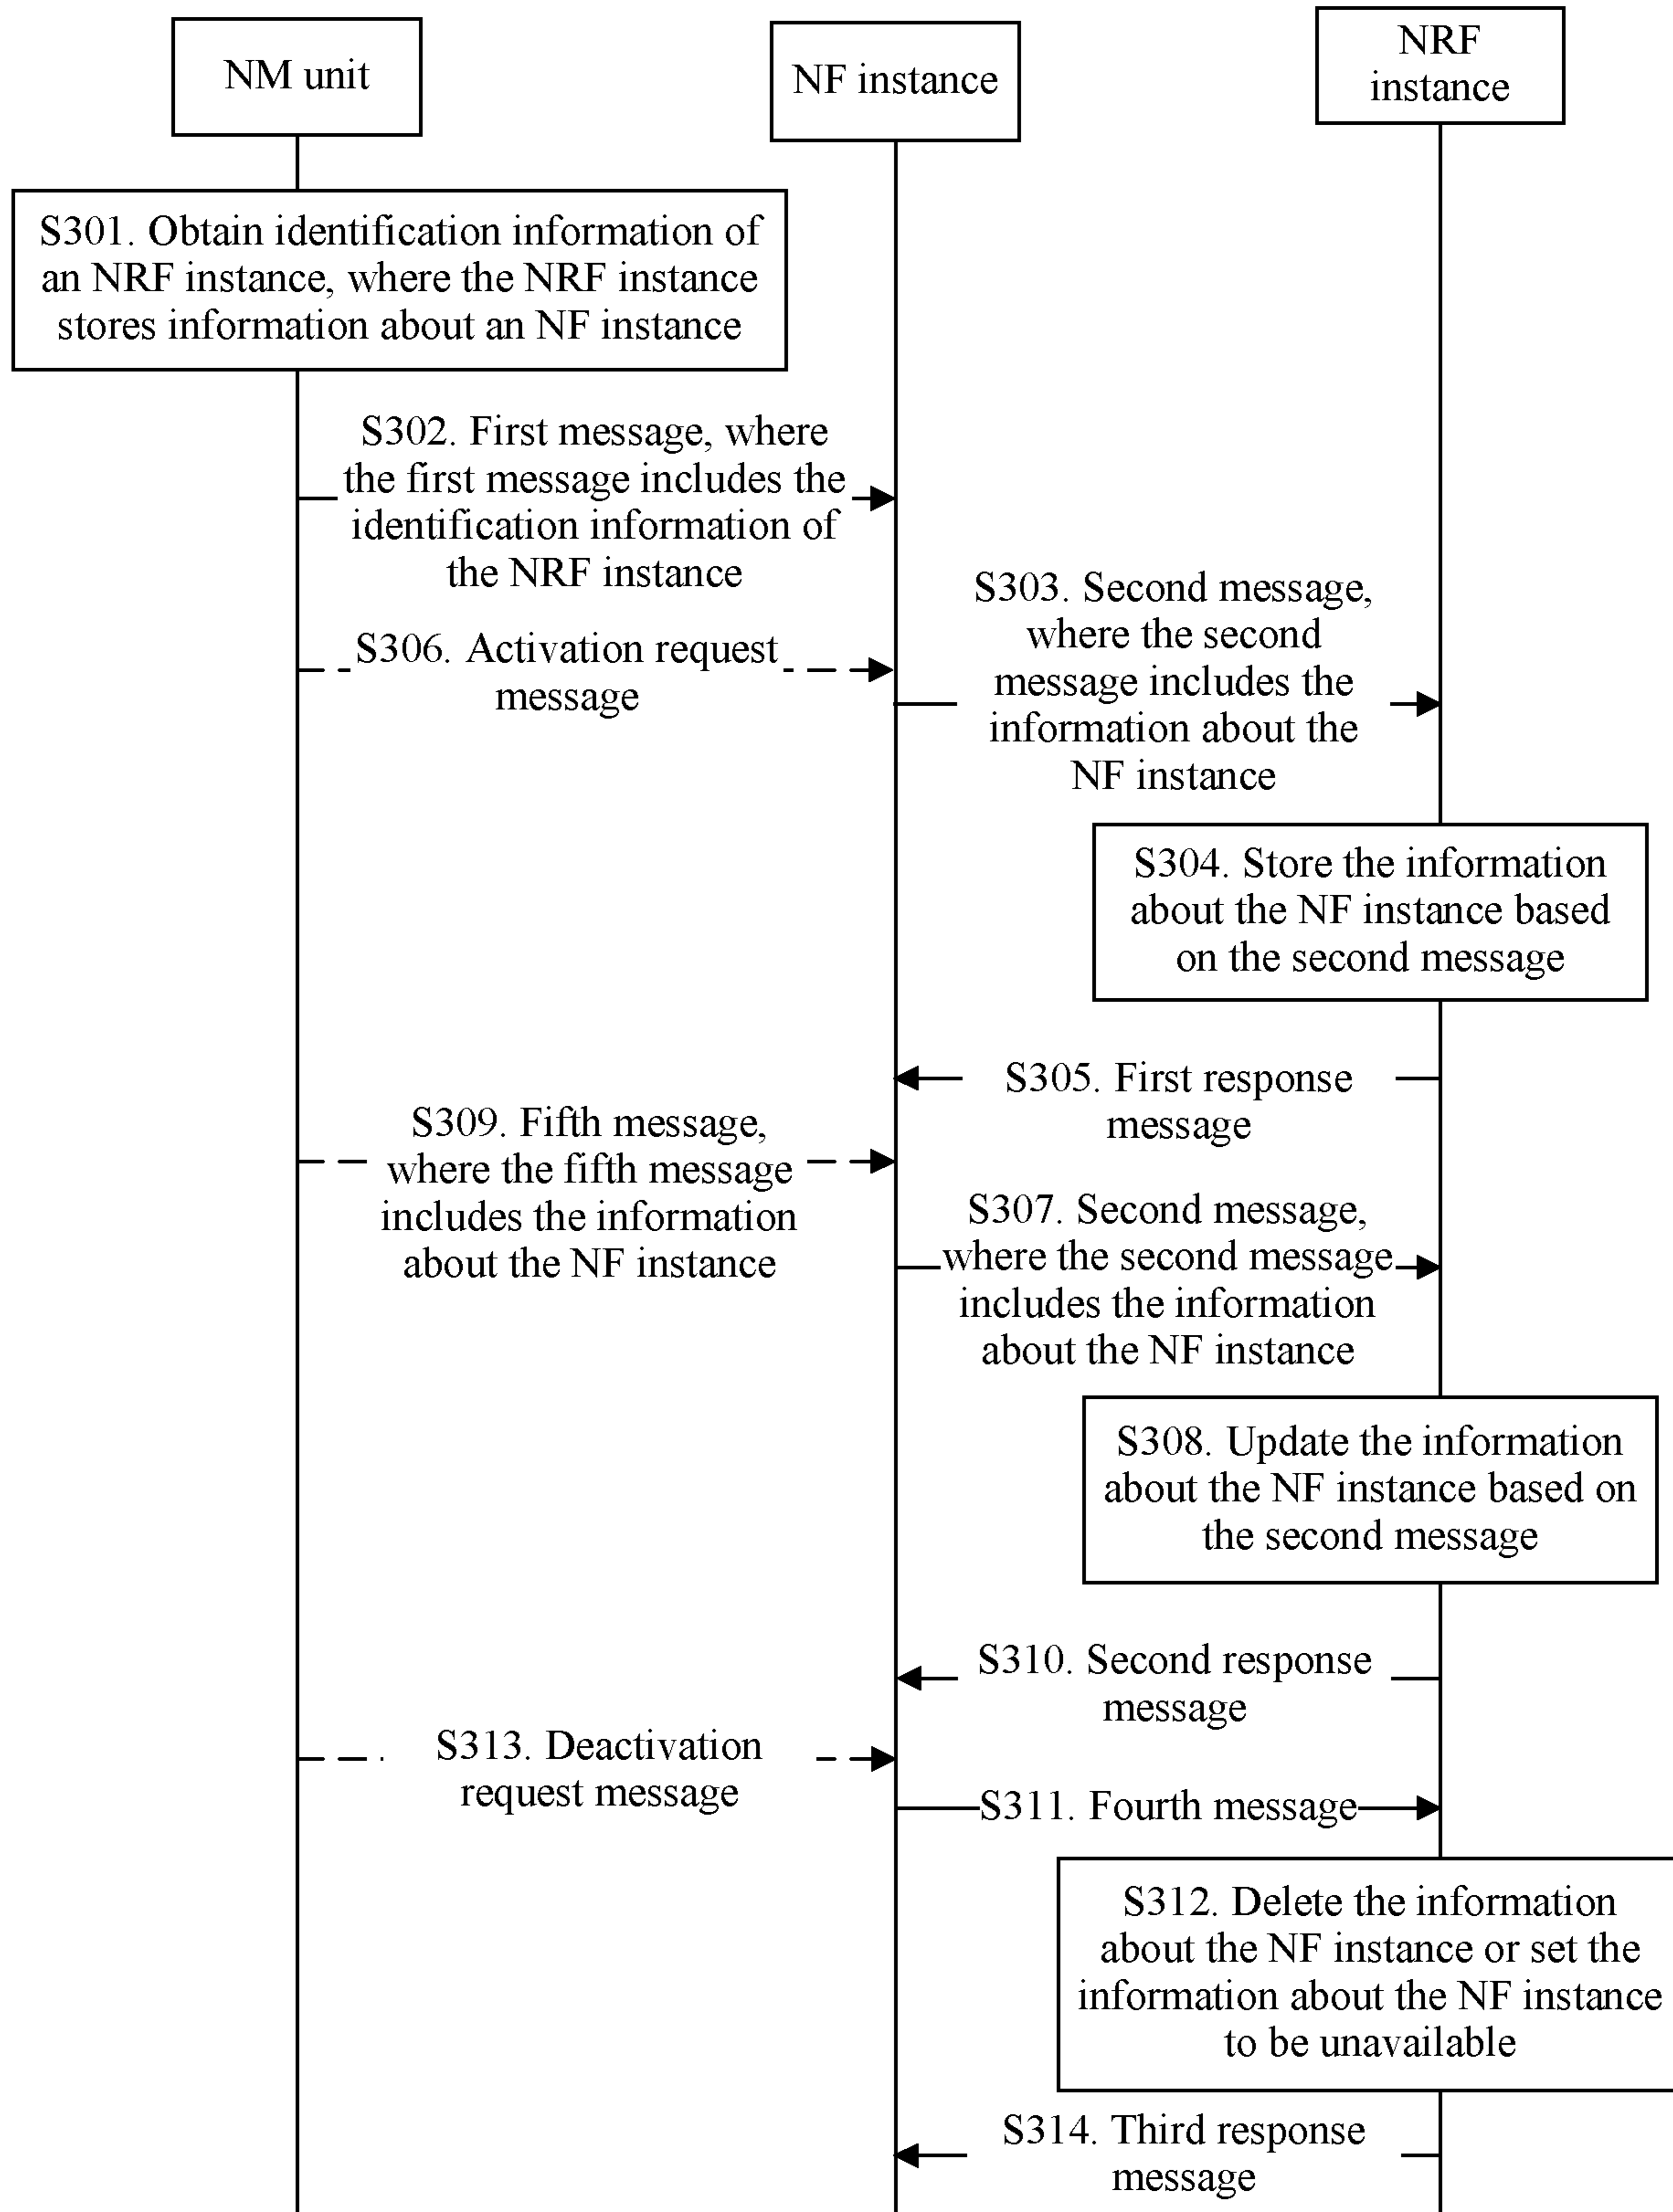 NM unit
NF instance
NRF
instance
S301. Obtain identification information of
an NRF instance, where the NRF instance
stores information about an NF instance
S302. First message, where
the first message includes the
identification information of
the NRF instance
S303. Second message,
where the second
message includes the
information about the
NF instance
S306. Activation request
message
S304. Store the information
about the NF instance based
on the second message
S305. First response
message
S309. Fifth message,
where the fifth message
includes the information
about the NF instance
S307. Second message,
where the second message
includes the information
about the NF instance
S308. Update the information
about the NF instance based on
the second message
S310. Second response
message
S313. Deactivation
request message
S311. Fourth message
S312. Delete the information
about the NF instance or set the
information about the NF instance
to be unavailable
S314. Third response
message